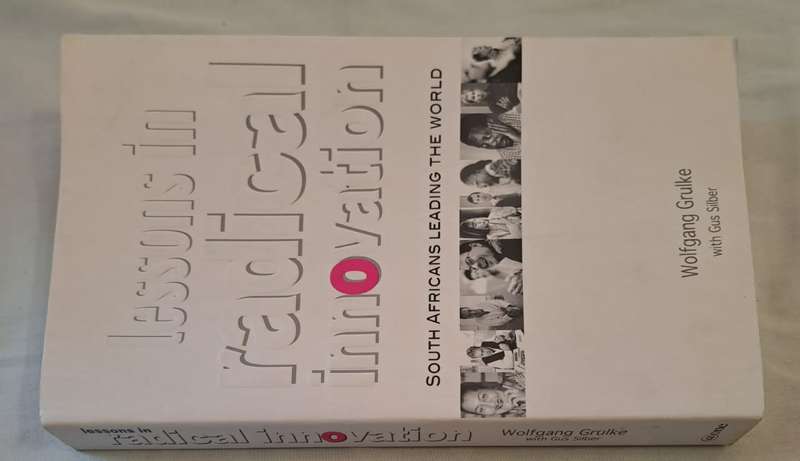 lessons in
radical
innovation
SOUTH AFRICANS LEADING THE WORLD
Wolfgang Grulke
with Gus Silber
lessons in
radical innovation
Wolfgang Grulke
with Gus Silber